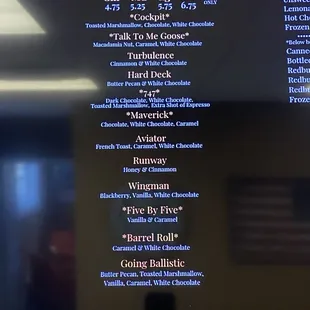 4.75 5.25 5.75 6.75 ONLY
*Cockpit*
Toasted Marshmallow, Chocolate, White Chocolate
*Talk To Me Goose*
Macadamia Nut, Caramel, White Chocolate
Turbulence
Cinnamon & White Chocolate
Hard Deck
Butter Pecan & White Chocolate
*747*
Dark Chocolate, White Chocolate,
Toasted Marshmallow, Extra Shot of Espresso
*Maverick*
Chocolate, White Chocolate, Caramel
Aviator
French Toast, Caramel, White Chocolate
Runway
Honey & Cinnamon
Wingman
Blackberry, Vanilla, White Chocolate
*Five By Five*
Vanilla & Caramel
*Barrel Roll*
Caramel & White Chocolate
Going Ballistic
Butter Pecan, Toasted Marshmallow,
Vanilla, Caramel, White Chocolate
Lemona
Hot Ch
Frozen
*Below b
Canne
Bottle
Redbu
Redbu
Redbu
Frozen